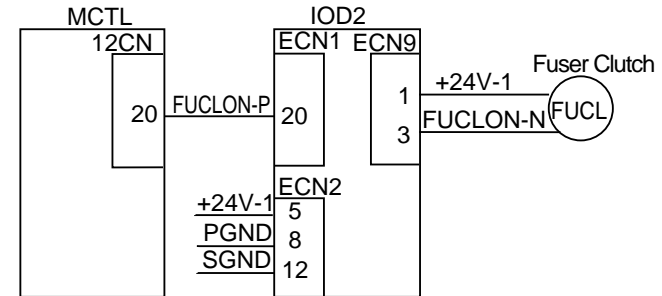 MCTL IOD2
12CN ECN1 ECN9
Fuser Clutch
1 +24V-1
20 FUCLON-P 20 FUCL
3 FUCLON-N
ECN2
+24V-1 5
PGND 8
SGND 12